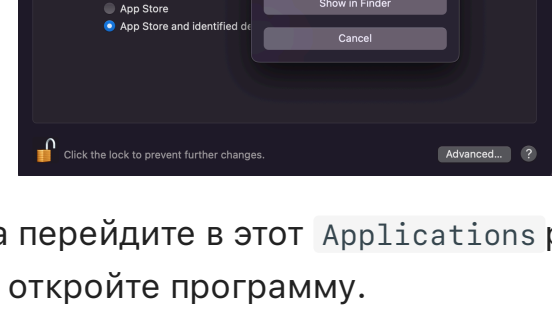 App Store
Show in Finder
App Store and identified de
Cancel
Click the lock to prevent further changes.
Advanced... ?
а перейдите в этот Applications р
откройте программу.